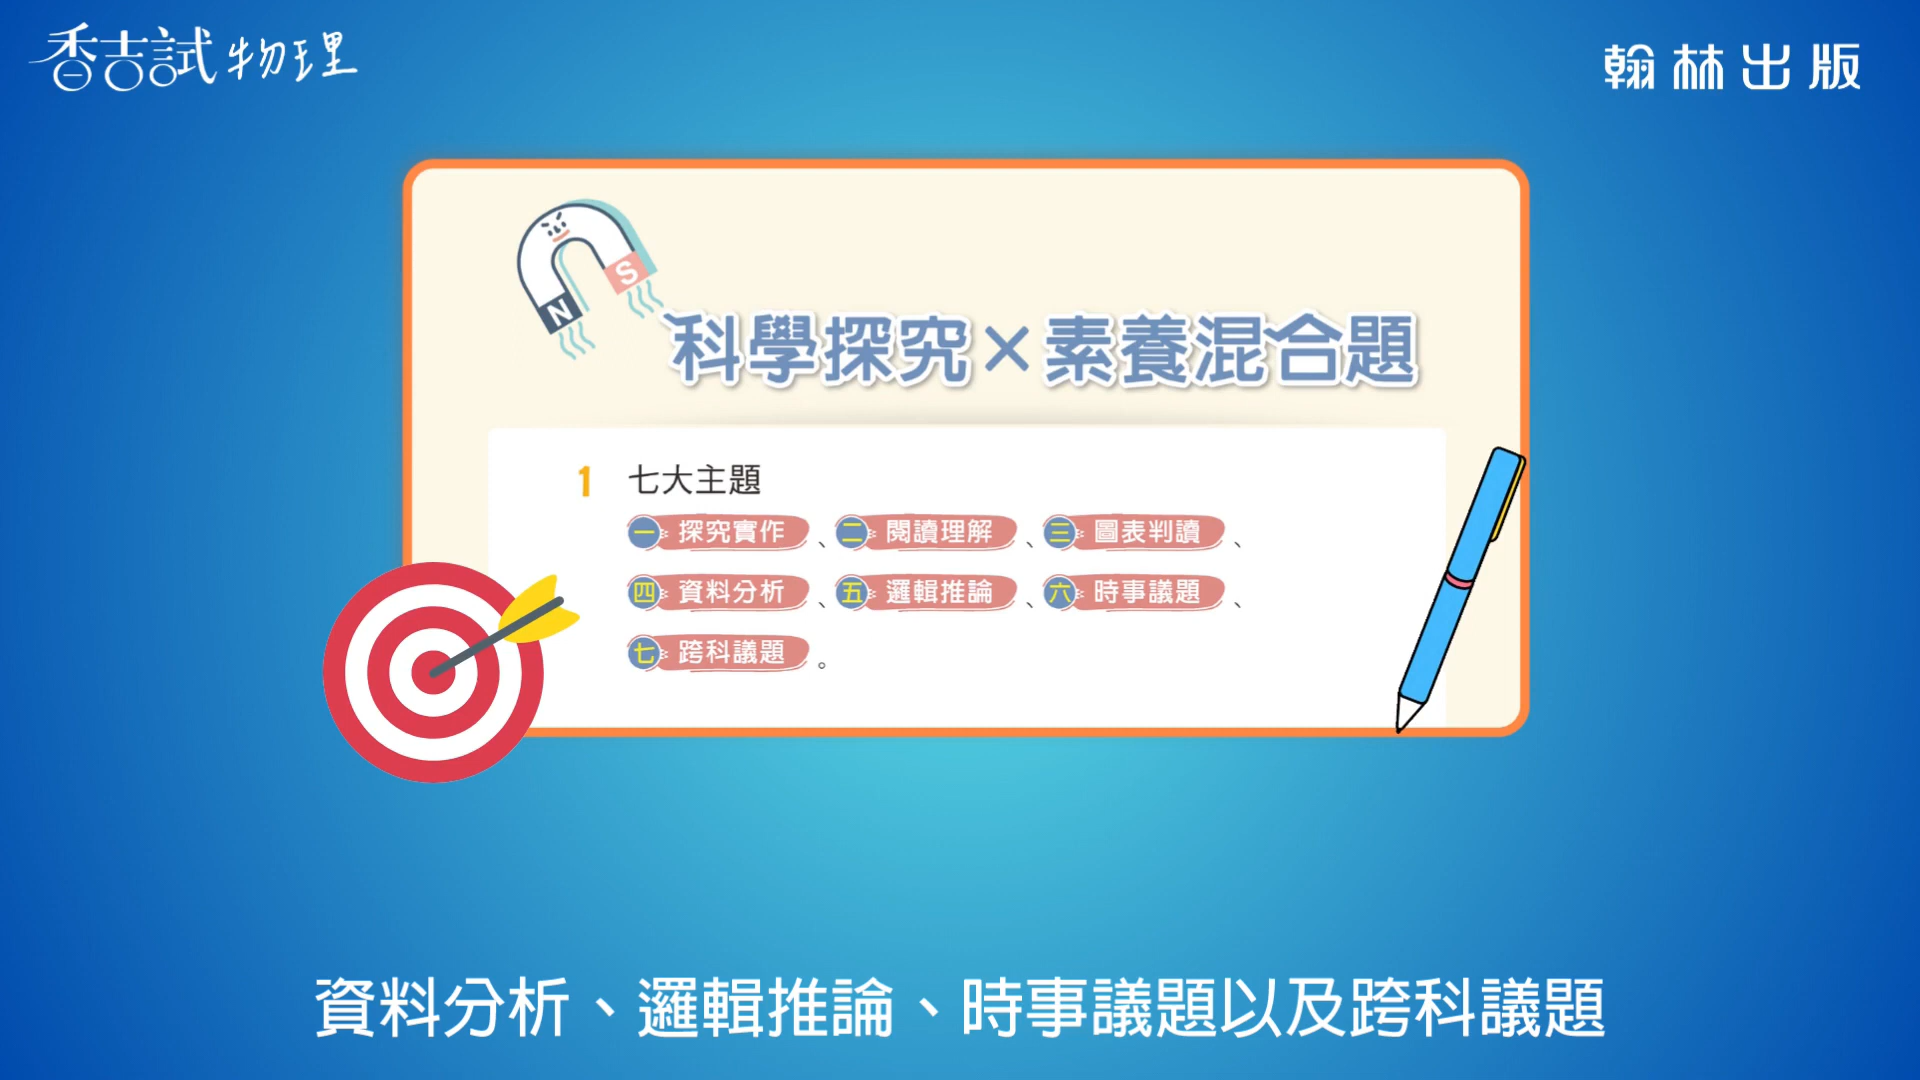 香吉試物理
翰林出版
N S
科學探究×素養混合題
1 七大主題
一 探究實作、二 閱讀理解、三 圖表判讀、
四 資料分析、五 邏輯推論、六 時事議題、
七 跨科議題。
資料分析、邏輯推論、時事議題以及跨科議題